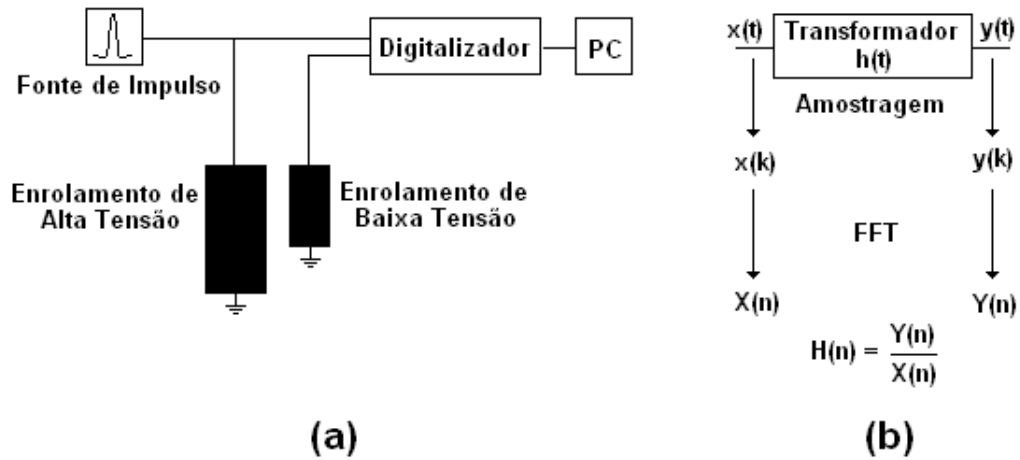 Fonte de Impulso
Digitalizador
PC
Enrolamento de
Alta Tensão
Enrolamento de
Baixa Tensão
(a)
x(t)
Transformador
h(t)
y(t)
Amostragem
x(k)
y(k)
FFT
X(n)
Y(n)
H(n) = Y(n)
X(n)
(b)